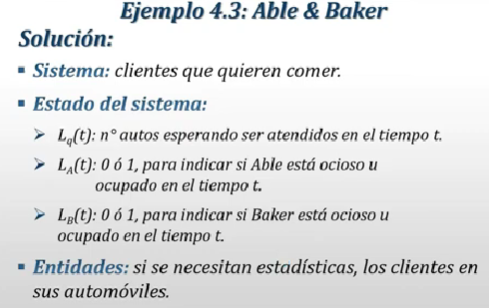 Ejemplo 4.3: Able & Baker
Solución:
▪ Sistema: clientes que quieren comer.
▪ Estado del sistema:
➢ Lq(t): n° autos esperando ser atendidos en el tiempo t.
➢ LA(t): 0 ó 1, para indicar si Able está ocioso u
ocupado en el tiempo t.
➢ LB(t): 0 ó 1, para indicar si Baker está ocioso u
ocupado en el tiempo t.
▪ Entidades: si se necesitan estadísticas, los clientes en
sus automóviles.